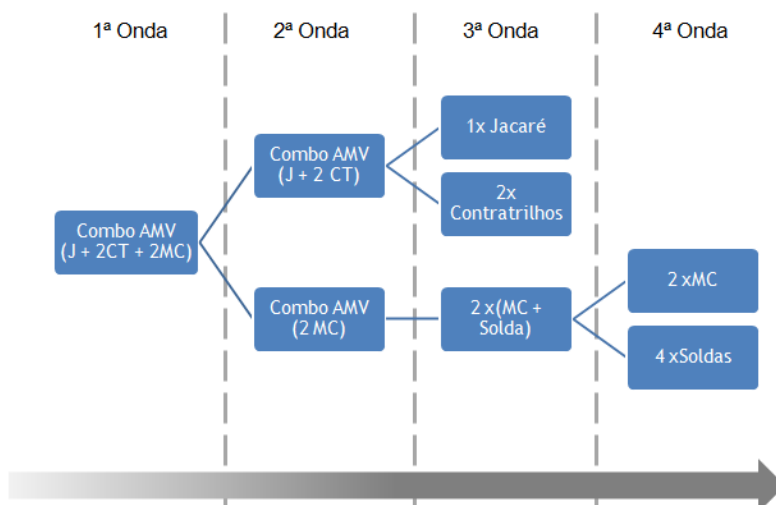 1ª Onda
2ª Onda
3ª Onda
4ª Onda
Combo AMV
(J + 2CT + 2MC)
Combo AMV
(J + 2 CT)
Combo AMV
(2 MC)
1x Jacaré
2x
Contratrilhos
2 x(MC +
Solda)
2 xMC
4 xSoldas